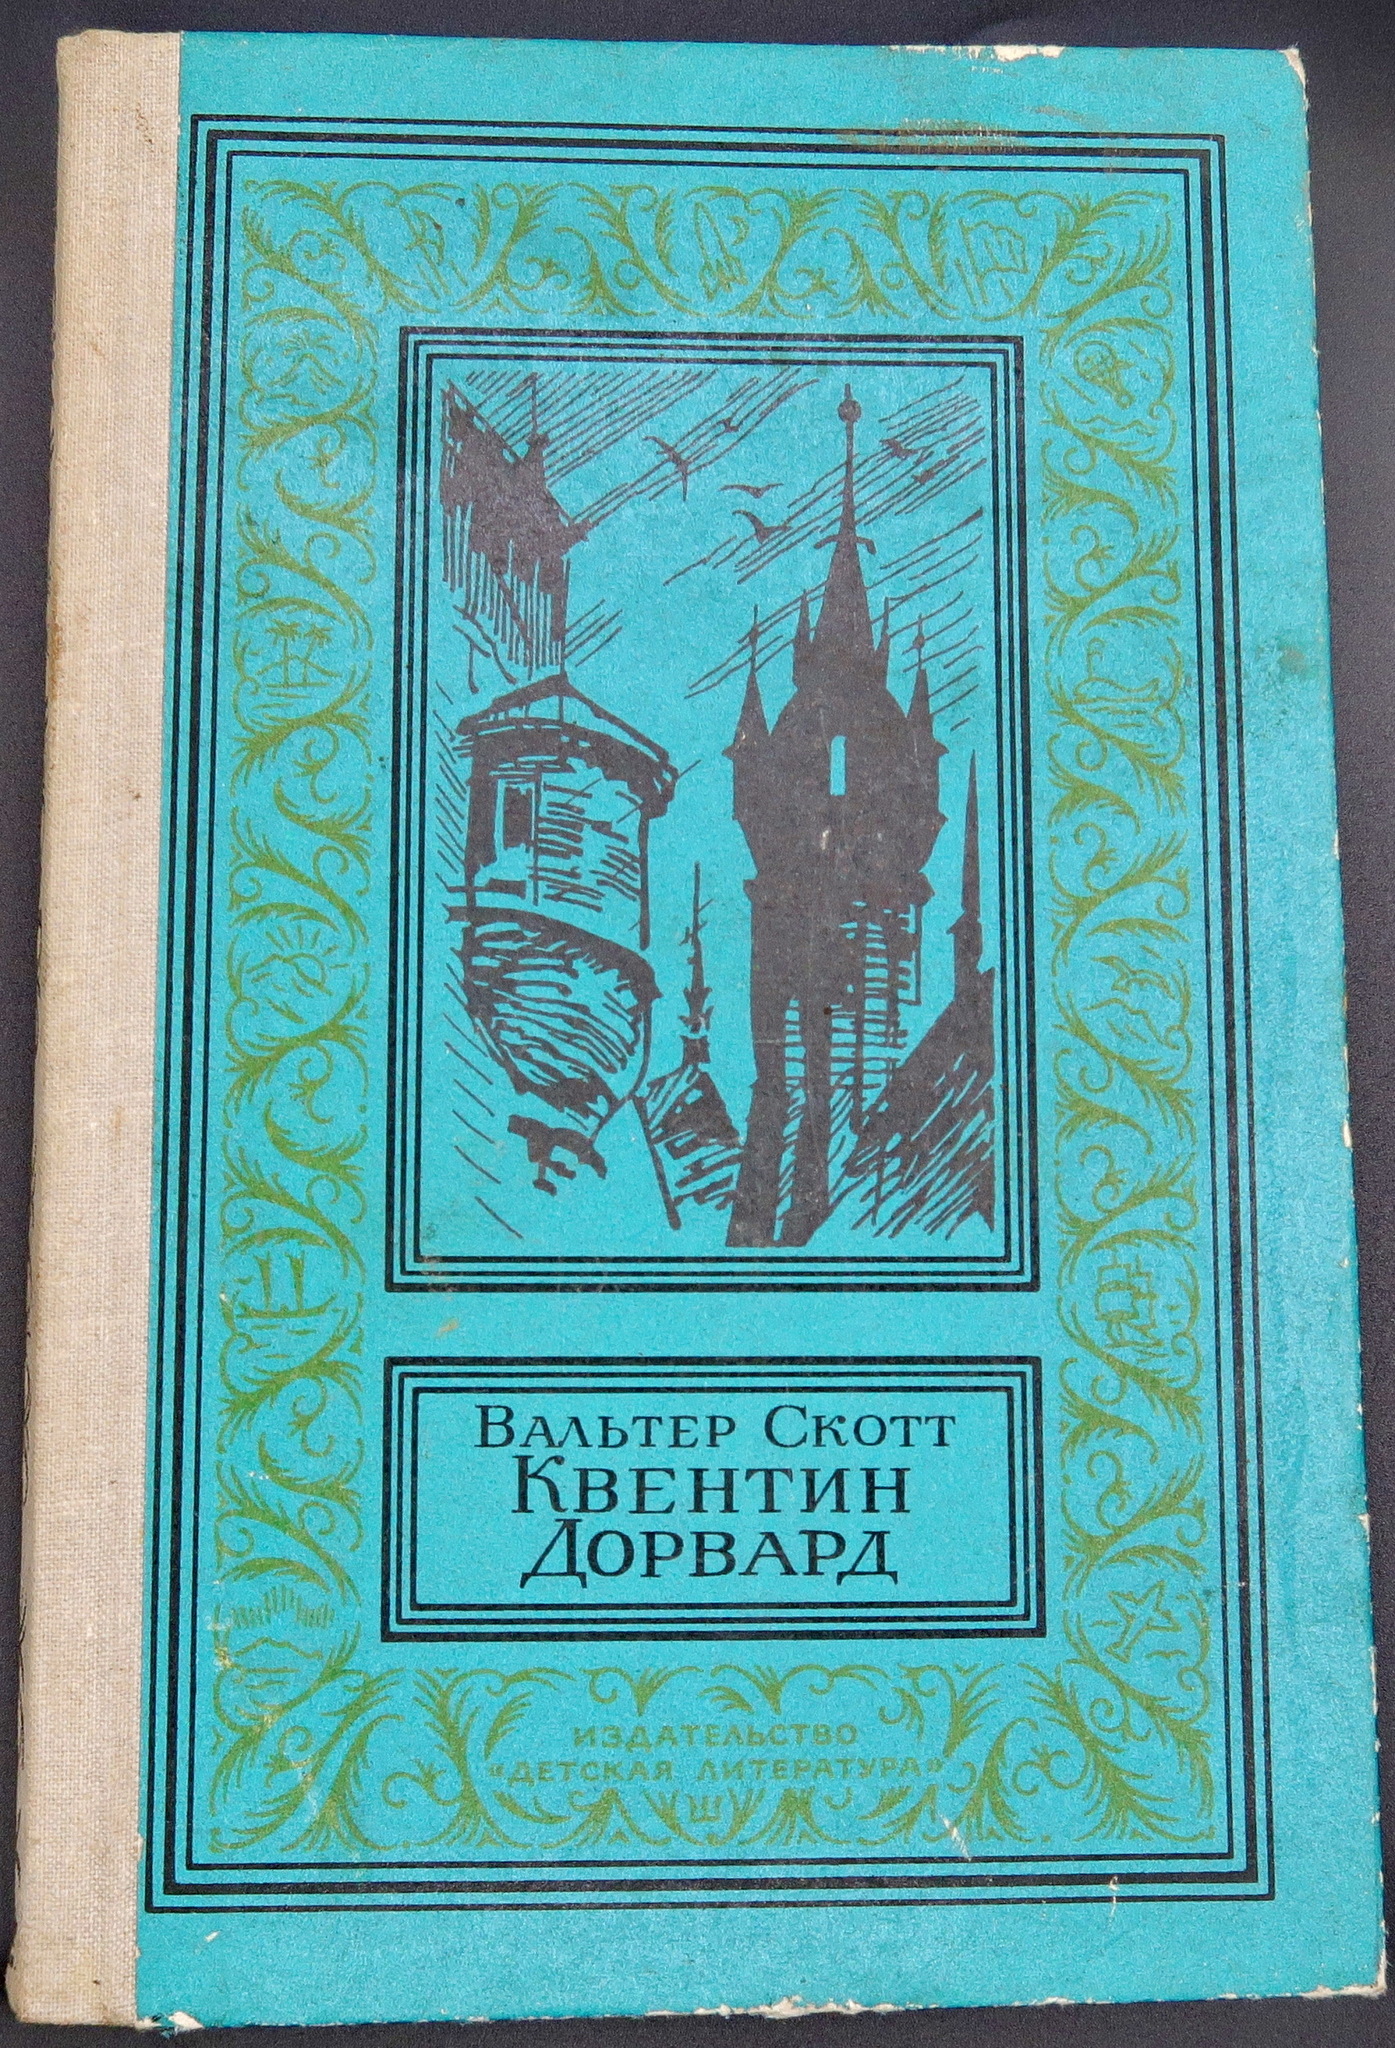 Вальтер Скотт
Квентин
Дорвард
ИЗДАТЕЛЬСТВО
"ДЕТСКАЯ ЛИТЕРАТУРА"